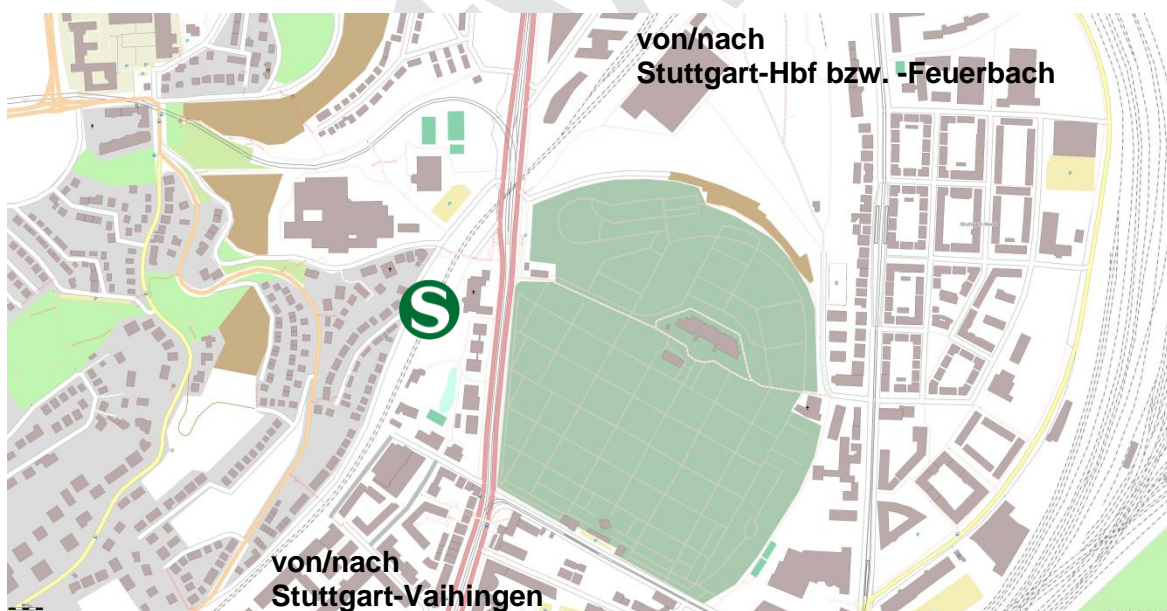 von/nach
Stuttgart-Hbf bzw. -Feuerbach
S
von/nach
Stuttgart-Vaihingen